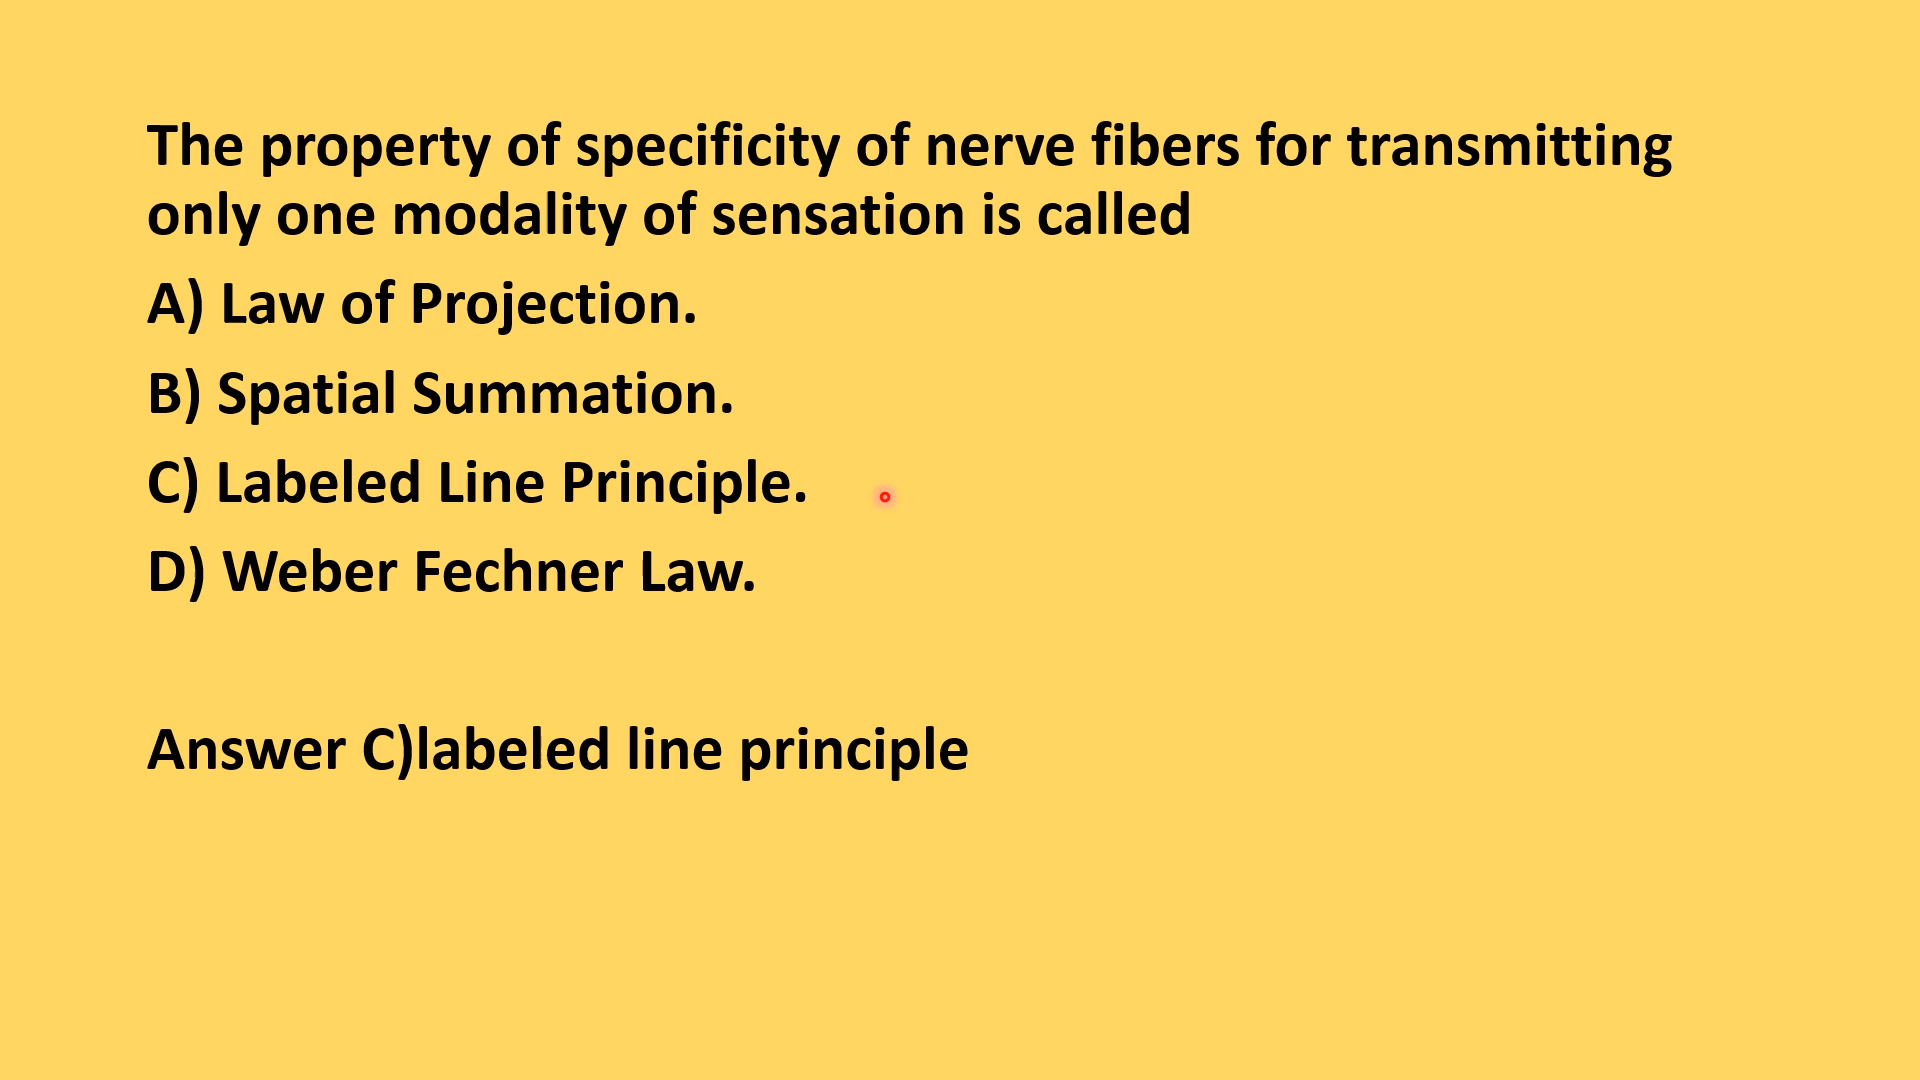 The property of specificity of nerve fibers for transmitting
only one modality of sensation is called
A) Law of Projection.
B) Spatial Summation.
C) Labeled Line Principle.
D) Weber Fechner Law.
Answer C)labeled line principle